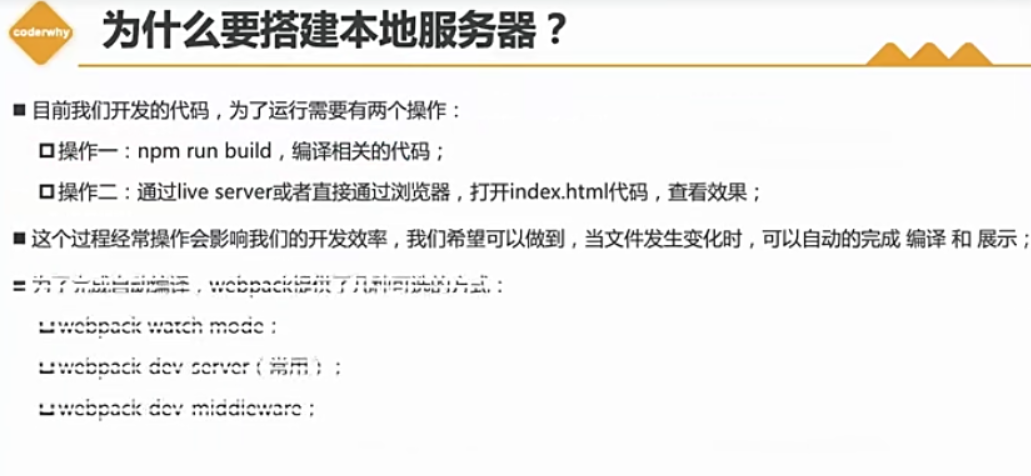 coderwhy
为什么要搭建本地服务器？
■ 目前我们开发的代码，为了运行需要有两个操作：
操作一：npm run build，编译相关的代码；
操作二：通过live server或者直接通过浏览器，打开index.html代码，查看效果；
■ 这个过程经常操作会影响我们的开发效率，我们希望可以做到，当文件发生变化时，可以自动的完成 编译 和 展示；
为了完成自动编译，webpack提供了几种可选的方式：
webpack watch mode；
webpack dev server（常用）；
webpack dev middleware；